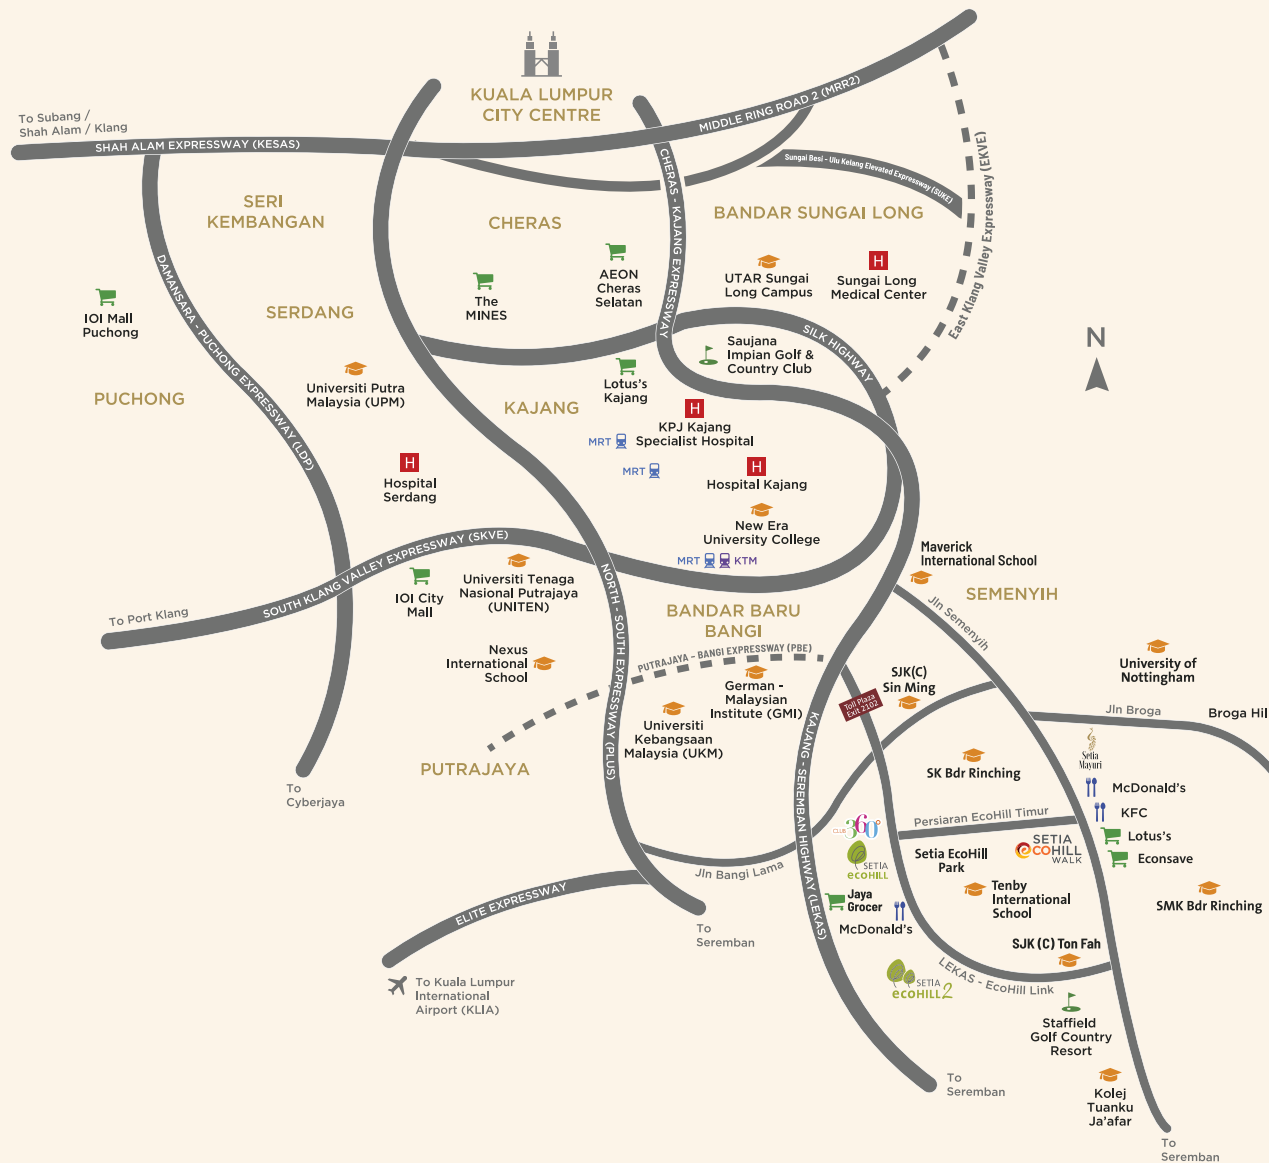 KUALA LUMPUR
CITY CENTRE
To Subang /
Shah Alam / Klang
SHAH ALAM EXPRESSWAY (KESAS)
MIDDLE RING ROAD 2 (MRR2)
Sungai Besi - Ulu Kelang Elevated Expressway (SUKE)
East Klang Valley Expressway (EKVE)
CHERAS - KAJANG EXPRESSWAY
SERI
KEMBANGAN
CHERAS
BANDAR SUNGAI LONG
DAMANSARA - PUCHONG EXPRESSWAY (LDP)
IOI Mall
Puchong
SERDANG
The
MINES
AEON
Cheras
Selatan
UTAR Sungai
Long Campus
Sungai Long
Medical Center
H
SILK HIGHWAY
N
Saujana
Impian Golf &
Country Club
Universiti Putra
Malaysia (UPM)
PUCHONG
Lotus's
Kajang
KAJANG
H
KPJ Kajang
Specialist Hospital
MRT
MRT
H
Hospital
Serdang
H
Hospital Kajang
New Era
University College
MRT
KTM
SOUTH KLANG VALLEY EXPRESSWAY (SKVE)
To Port Klang
IOI City
Mall
Universiti Tenaga
Nasional Putrajaya
(UNITEN)
NORTH - SOUTH EXPRESSWAY (PLUS)
BANDAR BARU
BANGI
Maverick
International School
SEMENYIH
Jln Semenyih
Nexus
International
School
PUTRAJAYA - BANGI EXPRESSWAY (PBE)
German -
Malaysian
Institute (GMI)
Universiti
Kebangsaan
Malaysia (UKM)
SJK(C)
Sin Ming
Toll Plaza
Exit 2102
University of
Nottingham
Jln Broga
Broga Hil
PUTRAJAYA
To
Cyberjaya
KAJANG - SEREMBAN HIGHWAY (LEKAS)
SK Bdr Rinching
Setia
Mayuri
McDonald's
KFC
Persiaran EcoHill Timur
Lotus's
Econsave
CLUB 360°
SETIA
ecoHILL
Setia EcoHill
Park
SETIA
ECOHILL
WALK
Jln Bangi Lama
ELITE EXPRESSWAY
Jaya
Grocer
McDonald's
Tenby
International
School
SMK Bdr Rinching
To
Seremban
SJK (C) Ton Fah
LEKAS - EcoHill Link
To Kuala Lumpur
International
Airport (KLIA)
SETIA
ecoHILL 2
Staffield
Golf Country
Resort
To
Seremban
Kolej
Tuanku
Ja'afar
To
Seremban